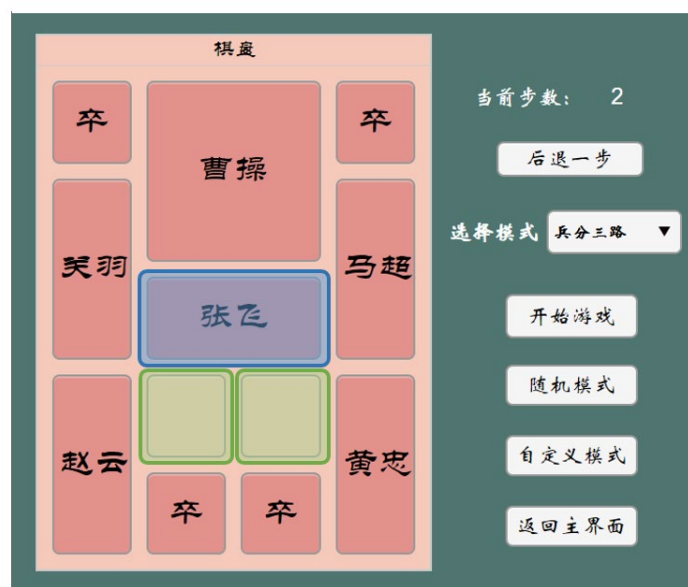 棋盘
卒
曹操
卒
关羽
马超
张飞
赵云
黄忠
卒
卒
当前步数： 2
后退一步
选择模式 兵分三路 ▼
开始游戏
随机模式
自定义模式
返回主界面